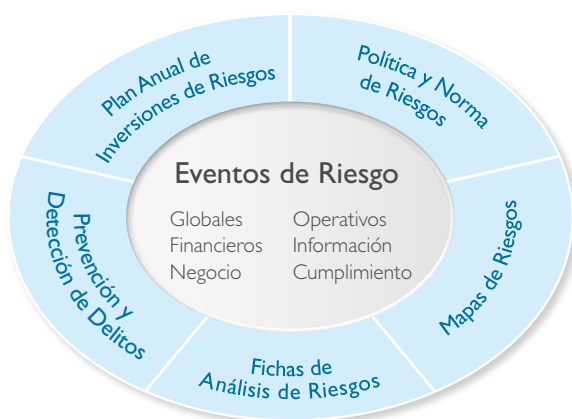 Plan Anual de
Inversiones de Riesgos
Política y Norma
de Riesgos
Eventos de Riesgo
Globales Operativos
Financieros Información
Negocio Cumplimiento
Prevención y
Detección de Delitos
Mapas de Riesgos
Fichas de
Análisis de Riesgos